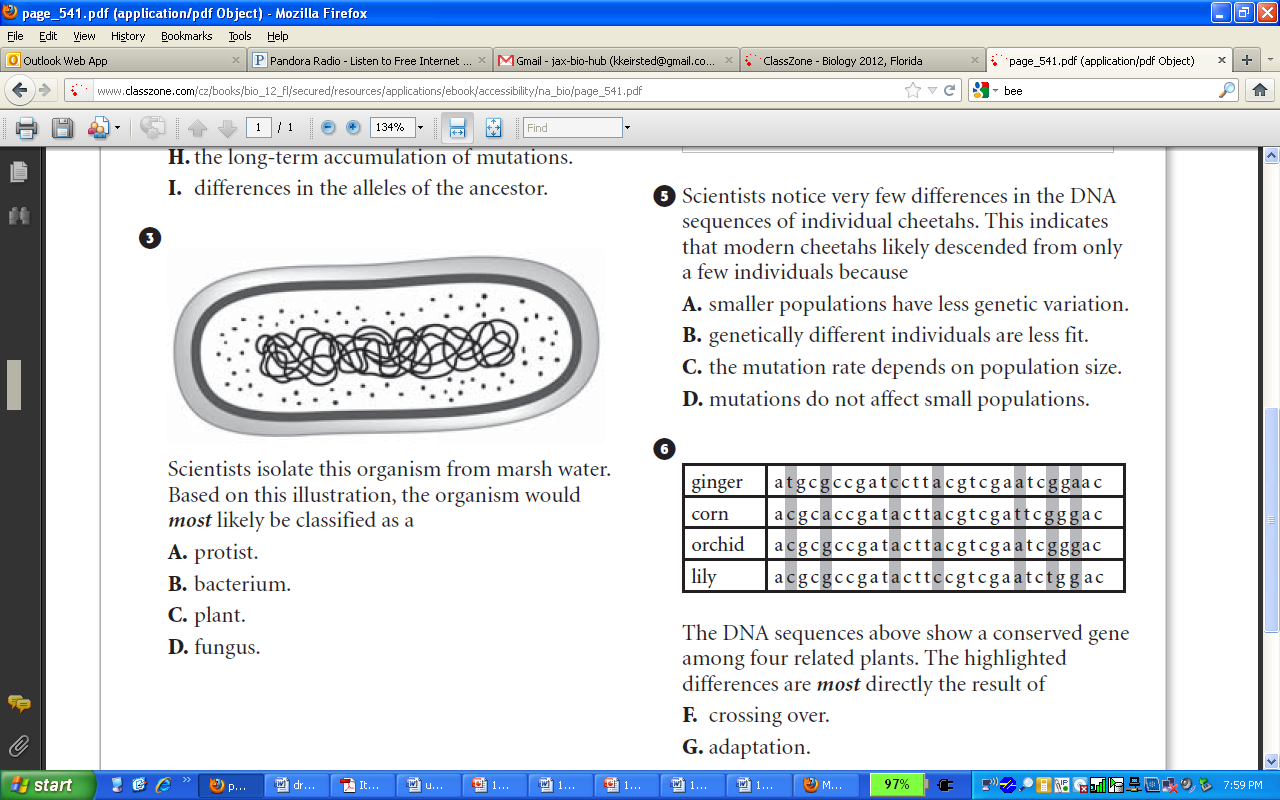 page_541.pdf (application/pdf Object) - Mozilla Firefox
File Edit View History Bookmarks Tools Help
Outlook Web App
Pandora Radio - Listen to Free Internet ...
Gmail - jax-bio-hub (kkeirsted@gmail.co...
ClassZone - Biology 2012, Florida
page_541.pdf (application/pdf Object)
www.classzone.com/cz/books/bio_12_fl/secured/resources/applications/ebook/accessibility/na_bio/page_541.pdf
bee
1 / 1
134%
Find
H. the long-term accumulation of mutations.
I. differences in the alleles of the ancestor.
3
Scientists isolate this organism from marsh water.
Based on this illustration, the organism would
most likely be classified as a
A. protist.
B. bacterium.
C. plant.
D. fungus.
5 Scientists notice very few differences in the DNA
sequences of individual cheetahs. This indicates
that modern cheetahs likely descended from only
a few individuals because
A. smaller populations have less genetic variation.
B. genetically different individuals are less fit.
C. the mutation rate depends on population size.
D. mutations do not affect small populations.
6
ginger a t g c g c c g a t c c t t a c g t c g a a t c g g a a c
corn a c g c a c c g a t a c t t a c g t c g a t t c g g g a c
orchid a c g c g c c g a t a c t t a c g t c g a a t c g g g a c
lily a c g c g c c g a t a c t t c c g t c g a a t c t g g a c
The DNA sequences above show a conserved gene
among four related plants. The highlighted
differences are most directly the result of
F. crossing over.
G. adaptation.
start
p...
dr...
It...
u...
1...
1...
1...
1...
1...
M...
97%
7:59 PM